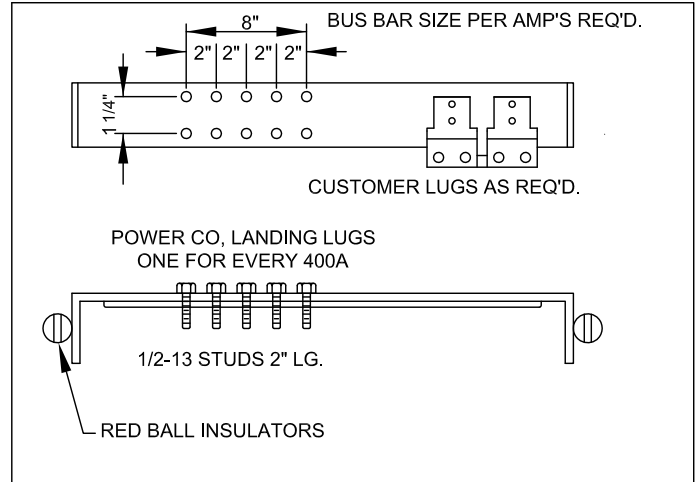 BUS BAR SIZE PER AMP'S REQ'D.
8"
2" 2" 2" 2"
1 1/4"
CUSTOMER LUGS AS REQ'D.
POWER CO, LANDING LUGS
ONE FOR EVERY 400A
1/2-13 STUDS 2" LG.
RED BALL INSULATORS